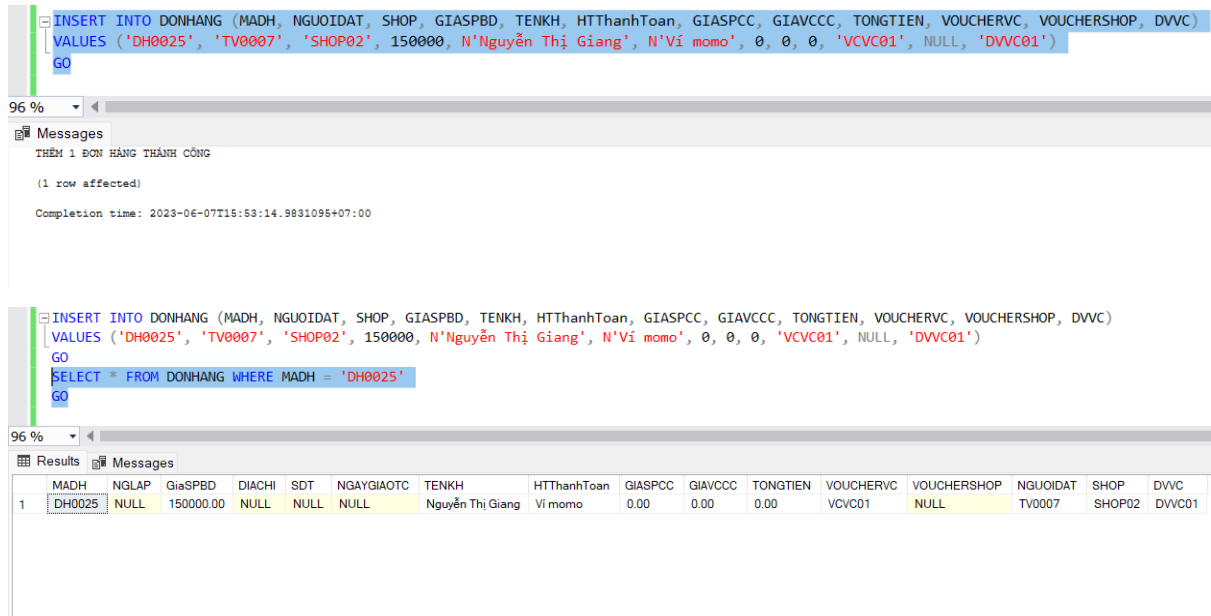 INSERT INTO DONHANG (MADH, NGUOIDAT, SHOP, GIASPBD, TENKH, HTThanhToan, GIASPCC, GIAVCCC, TONGTIEN, VOUCHERVC, VOUCHERSHOP, DVVC)
VALUES ('DH0025', 'TV0007', 'SHOP02', 150000, N'Nguyễn Thị Giang', N'Ví momo', 0, 0, 0, 'VCVC01', NULL, 'DVVC01')
GO
96 %
Messages
THÊM 1 ĐƠN HÀNG THÀNH CÔNG
(1 row affected)
Completion time: 2023-06-07T15:53:14.9831095+07:00
INSERT INTO DONHANG (MADH, NGUOIDAT, SHOP, GIASPBD, TENKH, HTThanhToan, GIASPCC, GIAVCCC, TONGTIEN, VOUCHERVC, VOUCHERSHOP, DVVC)
VALUES ('DH0025', 'TV0007', 'SHOP02', 150000, N'Nguyễn Thị Giang', N'Ví momo', 0, 0, 0, 'VCVC01', NULL, 'DVVC01')
GO
SELECT * FROM DONHANG WHERE MADH = 'DH0025'
GO
96 %
Results Messages
MADH NGLAP GiaSPBD DIACHI SDT NGAYGIAOTC TENKH HTThanhToan GIASPCC GIAVCCC TONGTIEN VOUCHERVC VOUCHERSHOP NGUOIDAT SHOP DVVC
1 DH0025 NULL 150000.00 NULL NULL NULL Nguyễn Thị Giang Ví momo 0.00 0.00 0.00 VCVC01 NULL TV0007 SHOP02 DVVC01